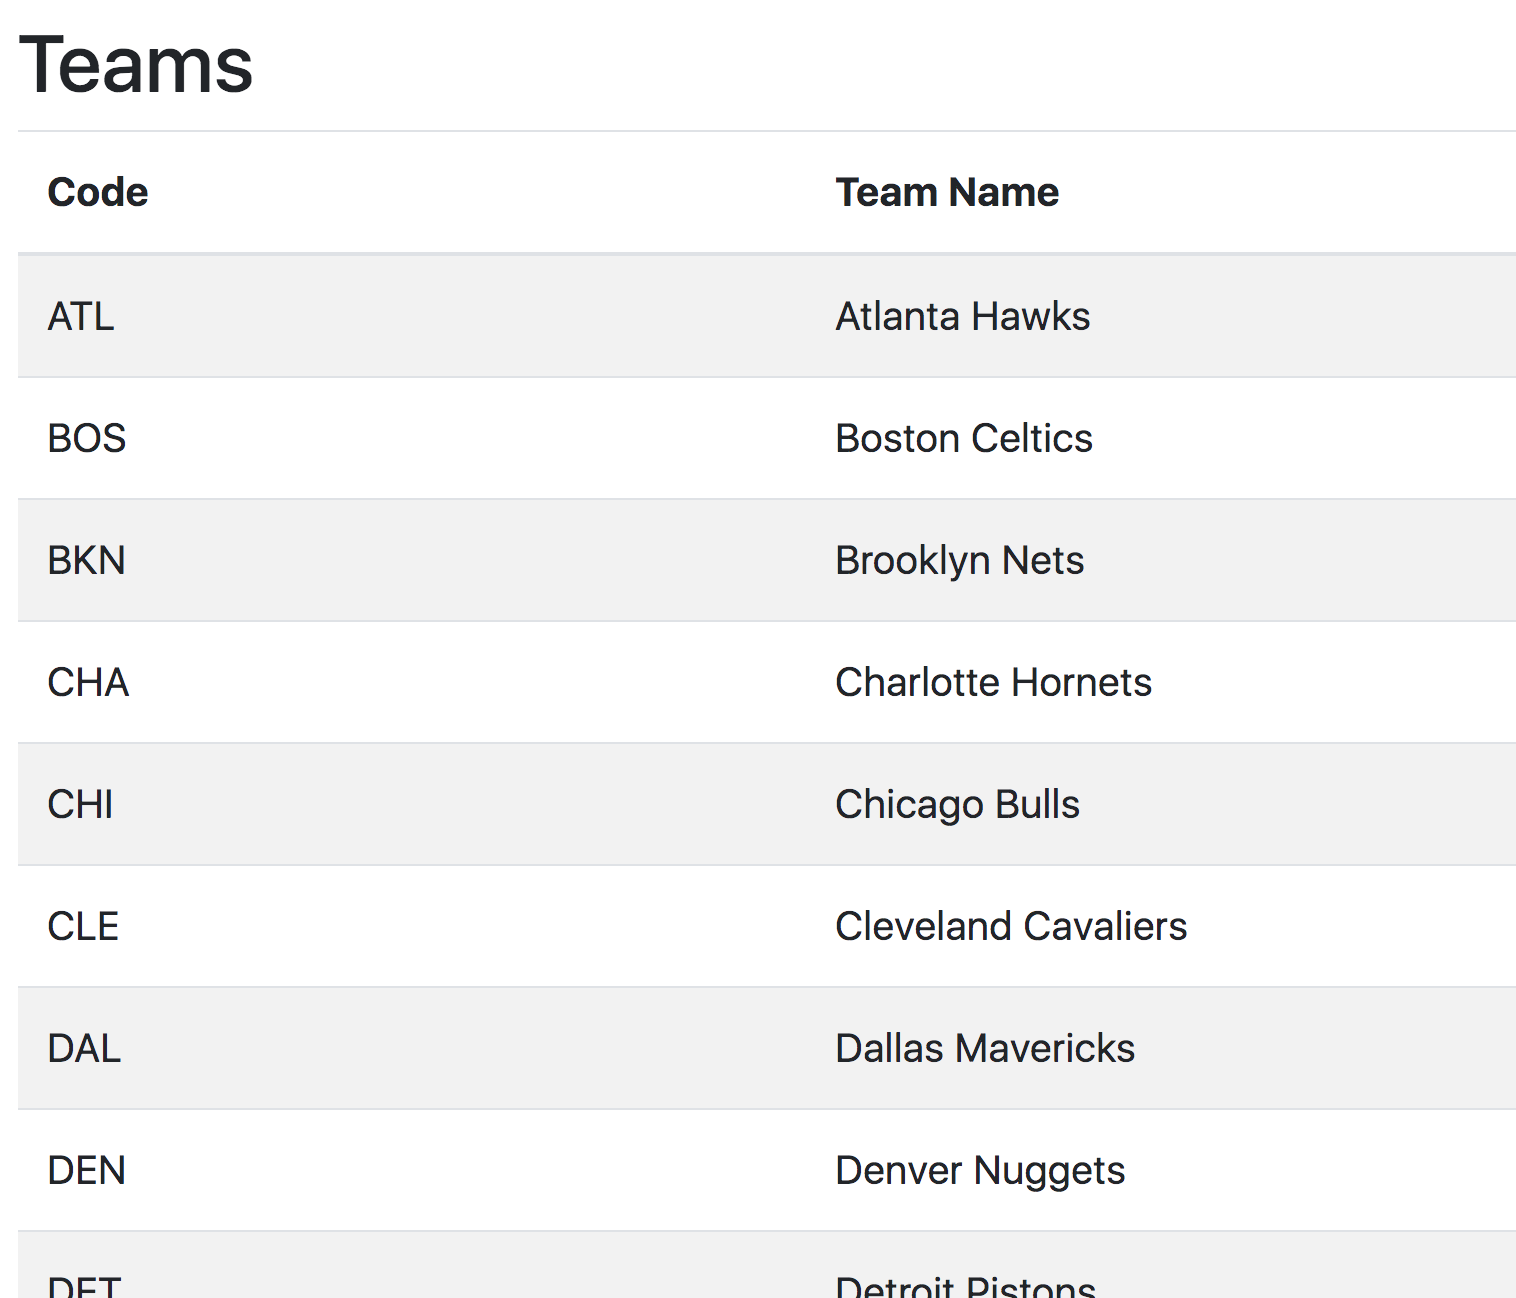 Teams
Code Team Name
ATL Atlanta Hawks
BOS Boston Celtics
BKN Brooklyn Nets
CHA Charlotte Hornets
CHI Chicago Bulls
CLE Cleveland Cavaliers
DAL Dallas Mavericks
DEN Denver Nuggets
DET Detroit Pistons